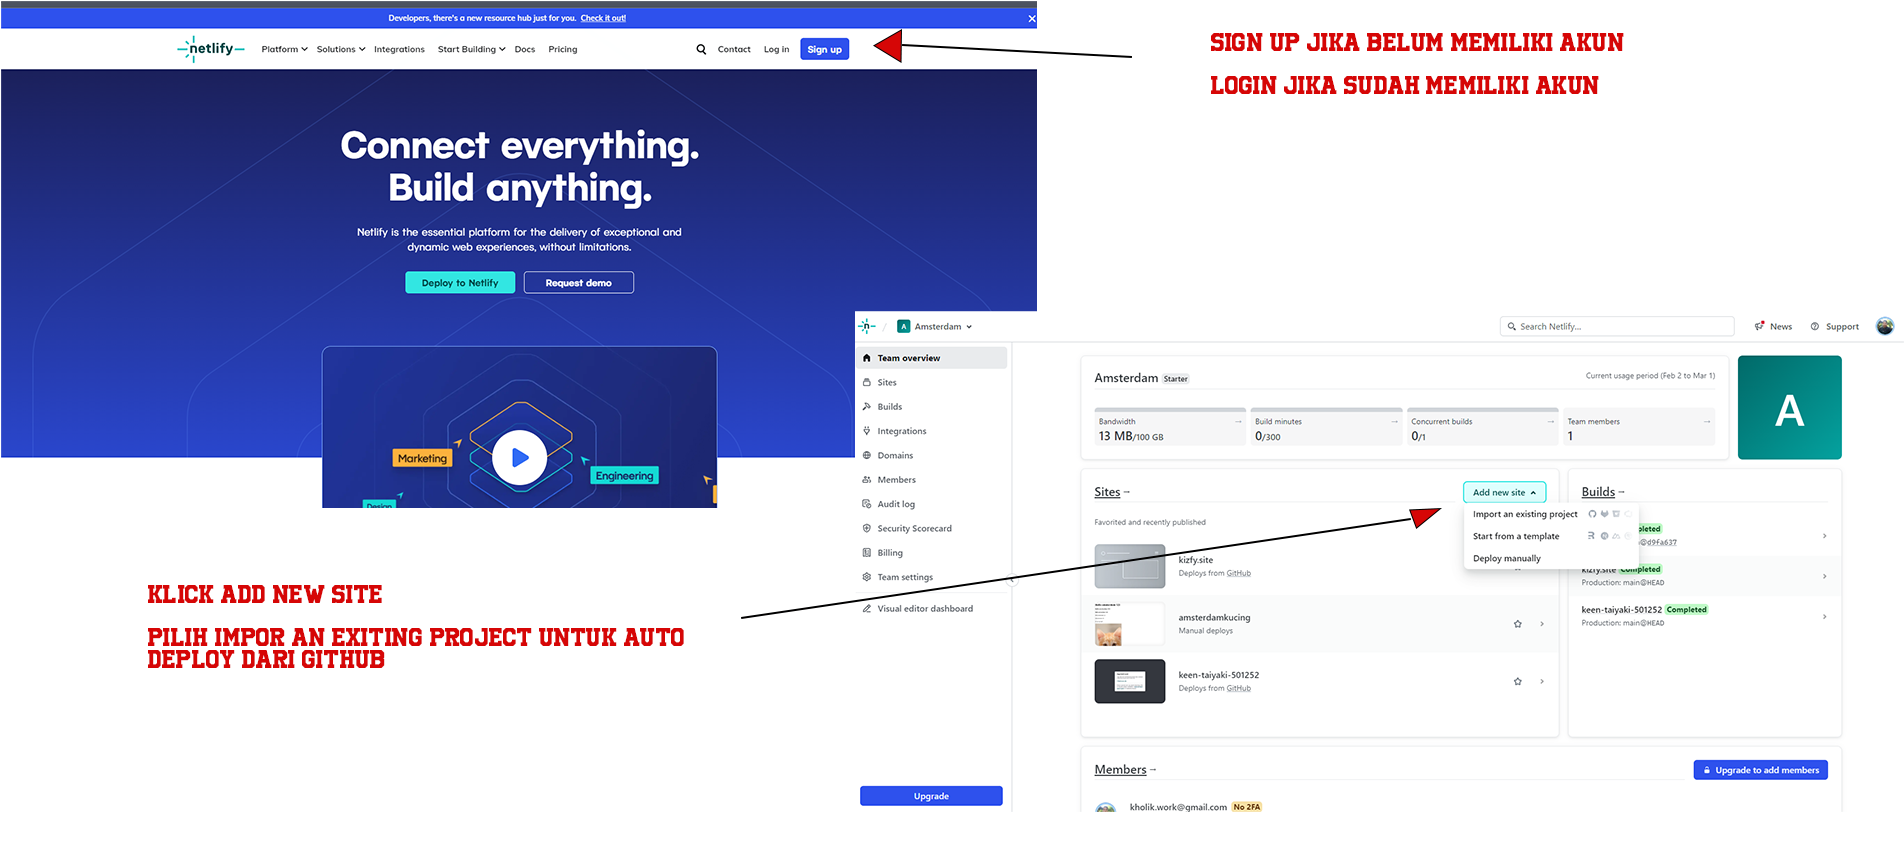 Developers, there's a new resource hub just for you. Check it out!
netlify
Platform Solutions Integrations Start Building Docs Pricing
Contact Log in Sign up
SIGN UP JIKA BELUM MEMILIKI AKUN
LOGIN JIKA SUDAH MEMILIKI AKUN
Connect everything.
Build anything.
Netlify is the essential platform for the delivery of exceptional and
dynamic web experiences, without limitations.
Deploy to Netlify Request demo
Marketing
Engineering
Design
KLICK ADD NEW SITE
PILIH IMPOR AN EXITING PROJECT UNTUK AUTO
DEPLOY DARI GITHUB
n / A Amsterdam
Search Netlify...
News Support
Team overview
Sites
Builds
Integrations
Domains
Members
Audit log
Security Scorecard
Billing
Team settings
Visual editor dashboard
Upgrade
Amsterdam Starter
Current usage period (Feb 2 to Mar 1)
Bandwidth
13 MB/100 GB
Build minutes
0/300
Concurrent builds
0/1
Team members
1
A
Sites
Add new site
Import an existing project
Start from a template
Deploy manually
Favorited and recently published
kizfy.site
Deploys from GitHub
amsterdamkucing
Manual deploys
keen-taiyaki-501252
Deploys from GitHub
Builds
pleted
@d9fa637
kizfy.site Completed
Production: main@HEAD
keen-taiyaki-501252 Completed
Production: main@HEAD
Members
Upgrade to add members
kholik.work@gmail.com No 2FA